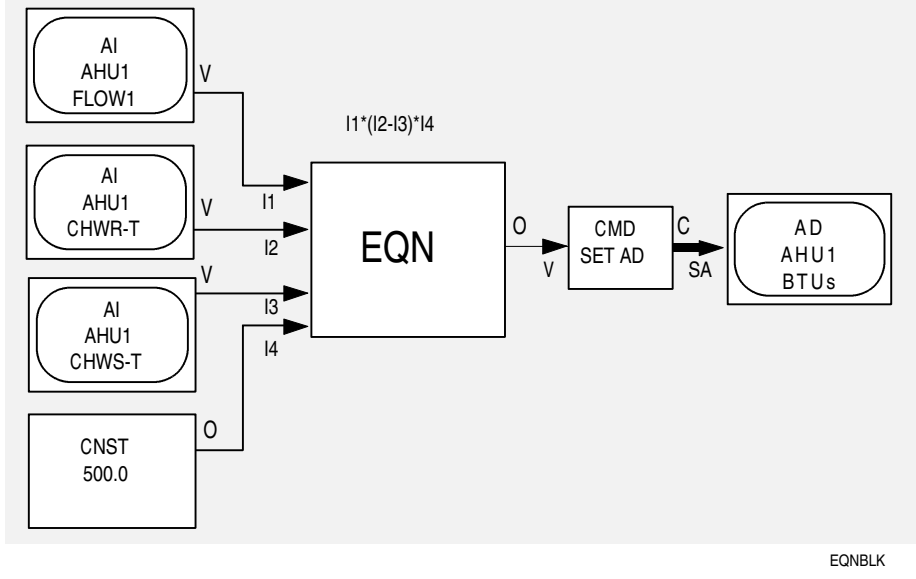 AI
AHU1
FLOW1
V
I1*(I2-I3)*I4
I1
AI
AHU1
CHWR-T
V
I2
EQN
O
V
CMD
SET AD
C
SA
AD
AHU1
BTUs
V
I3
AI
AHU1
CHWS-T
I4
CNST
500.0
O
EQNBLK